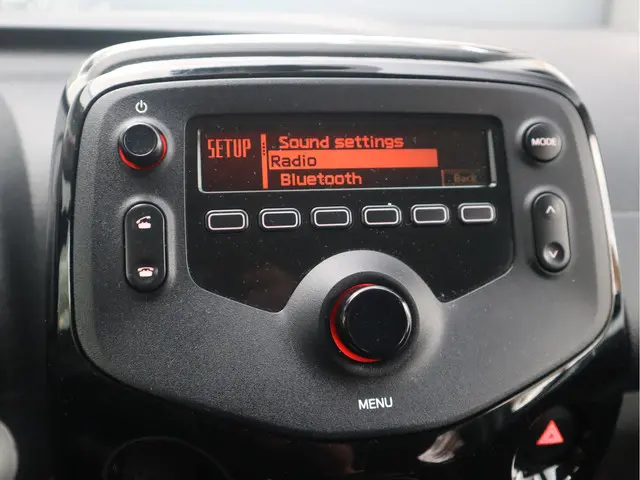 SETUP
Sound settings
Radio
Bluetooth
Back
MODE
MENU